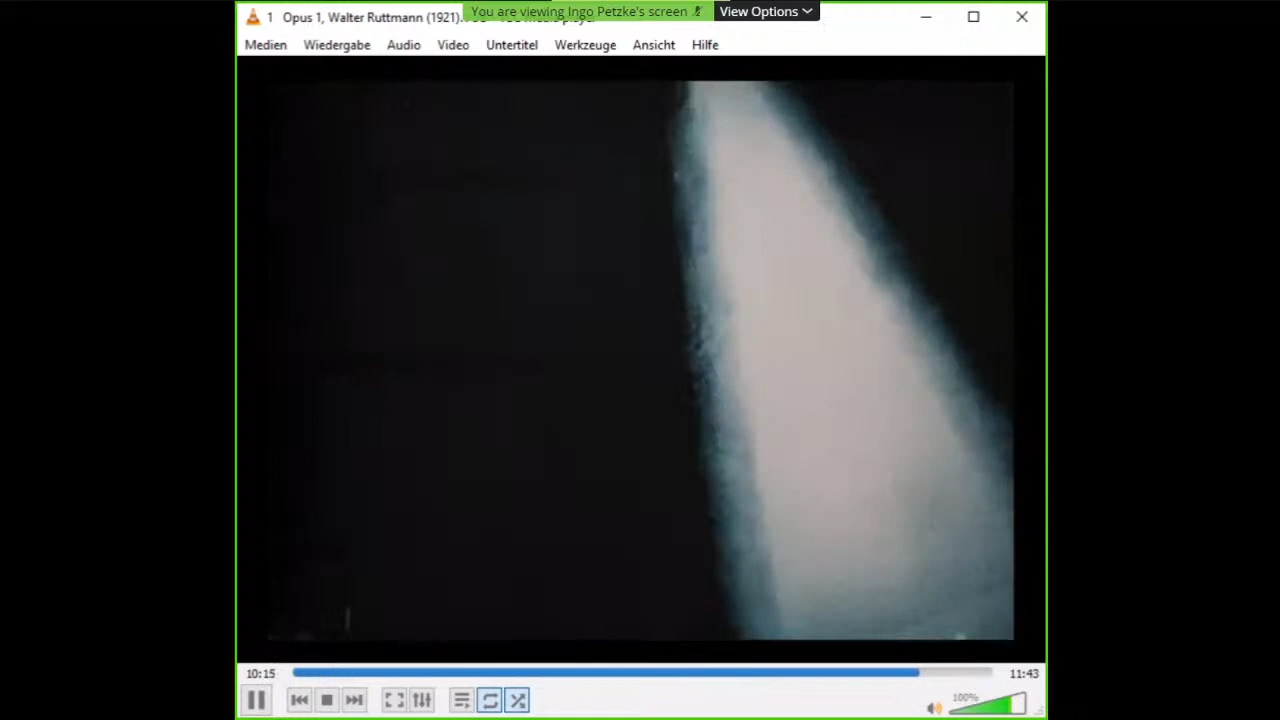 You are viewing Ingo Petzke's screen View Options
1 Opus 1, Walter Ruttmann (1921).
Medien Wiedergabe Audio Video Untertitel Werkzeuge Ansicht Hilfe
10:15 11:43
100%